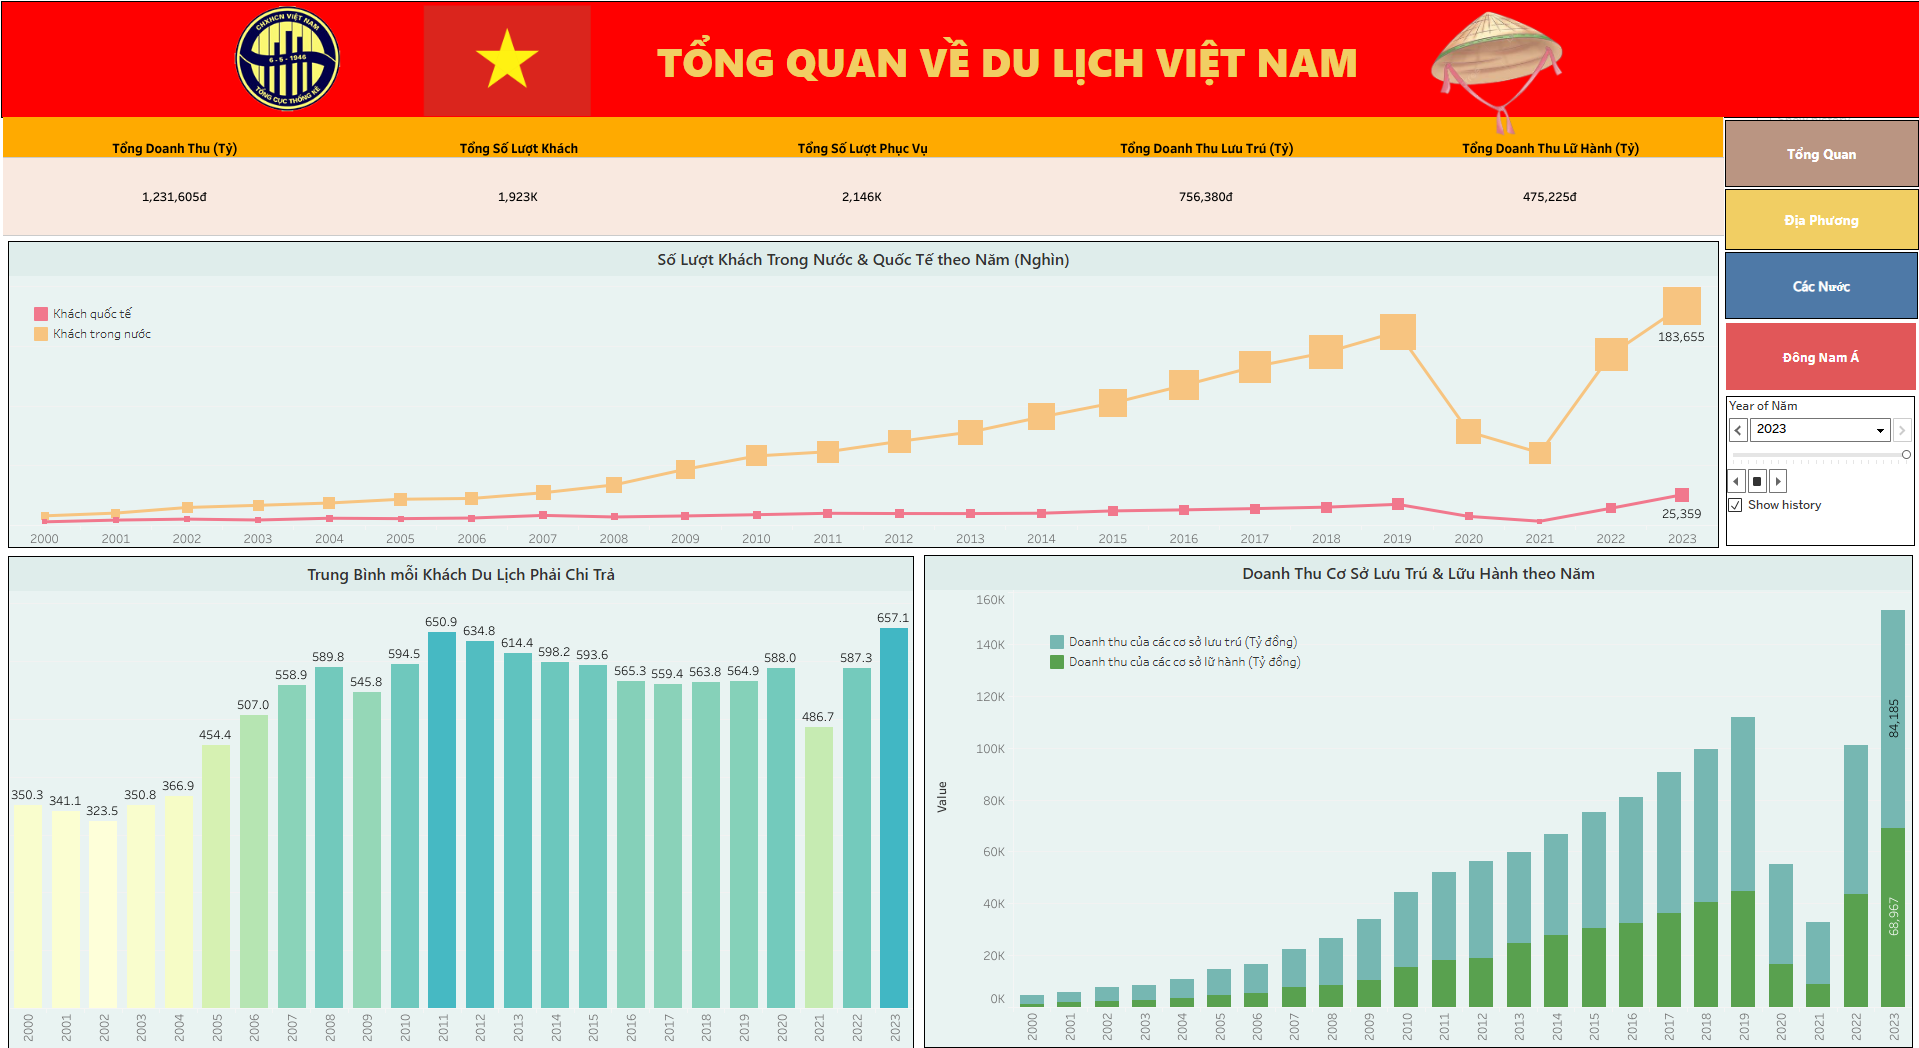 CHXHCN VIỆT NAM
6 - 5 - 1946
TỔNG CỤC THỐNG KÊ
TỔNG QUAN VỀ DU LỊCH VIỆT NAM
Tổng Doanh Thu (Tỷ) Tổng Số Lượt Khách Tổng Số Lượt Phục Vụ Tổng Doanh Thu Lưu Trú (Tỷ) Tổng Doanh Thu Lữ Hành (Tỷ)
1,231,605đ 1,923K 2,146K 756,380đ 475,225đ
Tổng Quan
Địa Phương
Các Nước
Đông Nam Á
Year of Năm
2023
Show history
Số Lượt Khách Trong Nước & Quốc Tế theo Năm (Nghìn)
Khách quốc tế
Khách trong nước
183,655
25,359
2000 2001 2002 2003 2004 2005 2006 2007 2008 2009 2010 2011 2012 2013 2014 2015 2016 2017 2018 2019 2020 2021 2022 2023
Trung Bình mỗi Khách Du Lịch Phải Chi Trả
350.3 341.1 323.5 350.8 366.9 454.4 507.0 558.9 589.8 545.8 594.5 650.9 634.8 614.4 598.2 593.6 565.3 559.4 563.8 564.9 588.0 486.7 587.3 657.1
2000 2001 2002 2003 2004 2005 2006 2007 2008 2009 2010 2011 2012 2013 2014 2015 2016 2017 2018 2019 2020 2021 2022 2023
Doanh Thu Cơ Sở Lưu Trú & Lữu Hành theo Năm
Doanh thu của các cơ sở lưu trú (Tỷ đồng)
Doanh thu của các cơ sở lữ hành (Tỷ đồng)
Value
160K
140K
120K
100K
80K
60K
40K
20K
0K
84,185
68,967
2000 2001 2002 2003 2004 2005 2006 2007 2008 2009 2010 2011 2012 2013 2014 2015 2016 2017 2018 2019 2020 2021 2022 2023